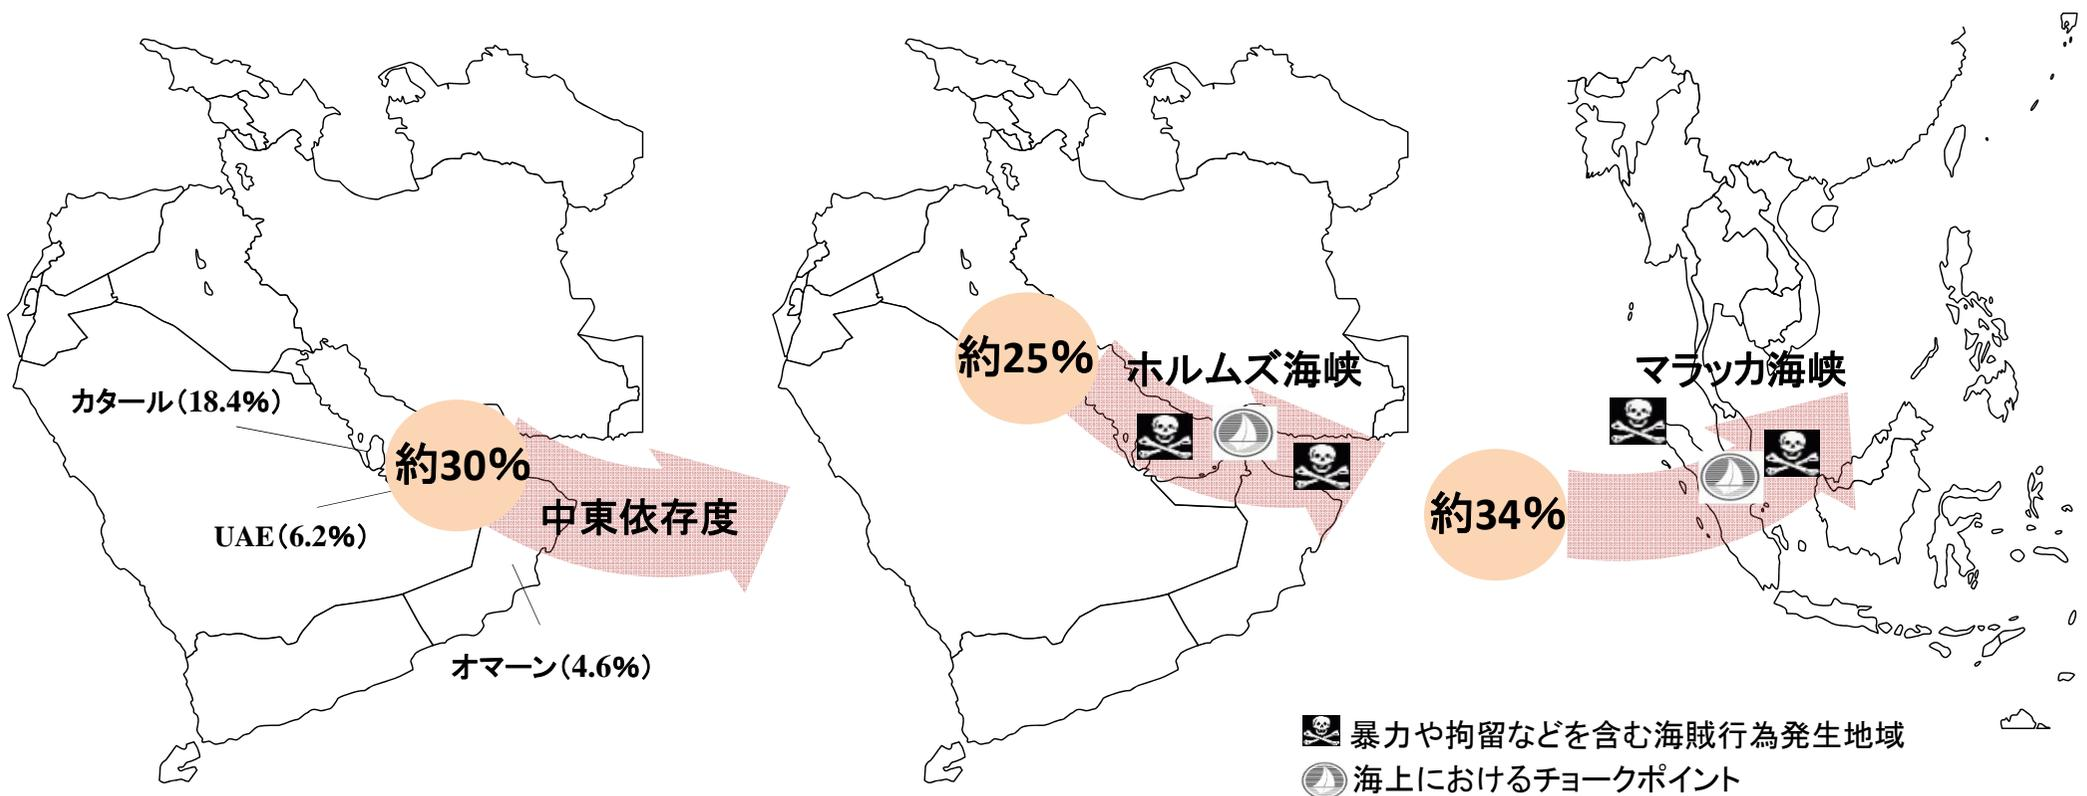 カタール（18.4%）
約30%
UAE（6.2%）
中東依存度
オマーン（4.6%）
約25%
ホルムズ海峡
マラッカ海峡
約34%
暴力や拘留などを含む海賊行為発生地域
海上におけるチョークポイント